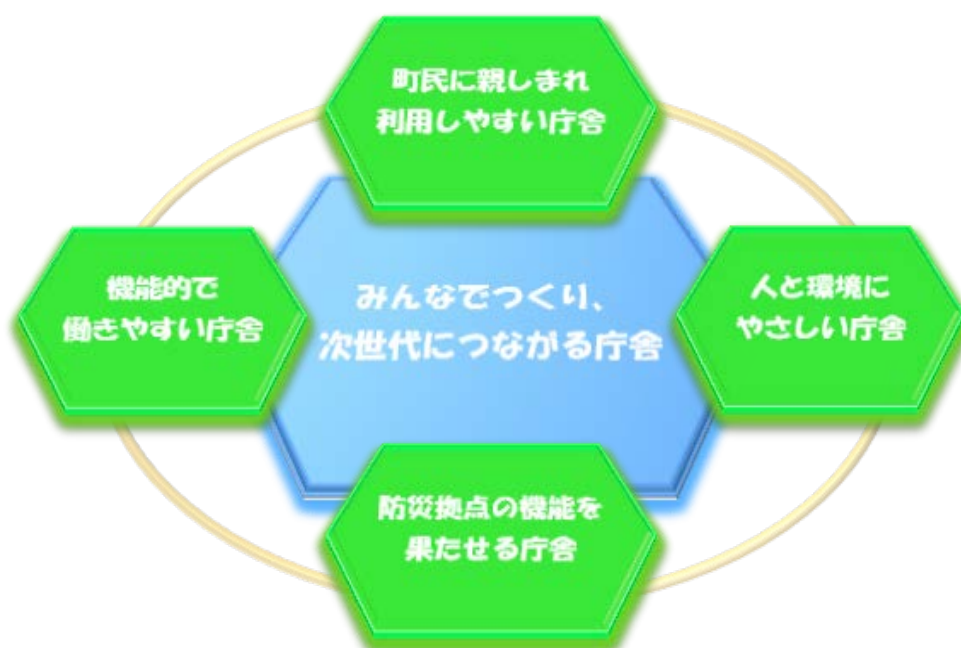 町民に親しまれ
利用しやすい庁舎
機能的で
働きやすい庁舎
みんなでつくり、
次世代につながる庁舎
人と環境に
やさしい庁舎
防災拠点の機能を
果たせる庁舎